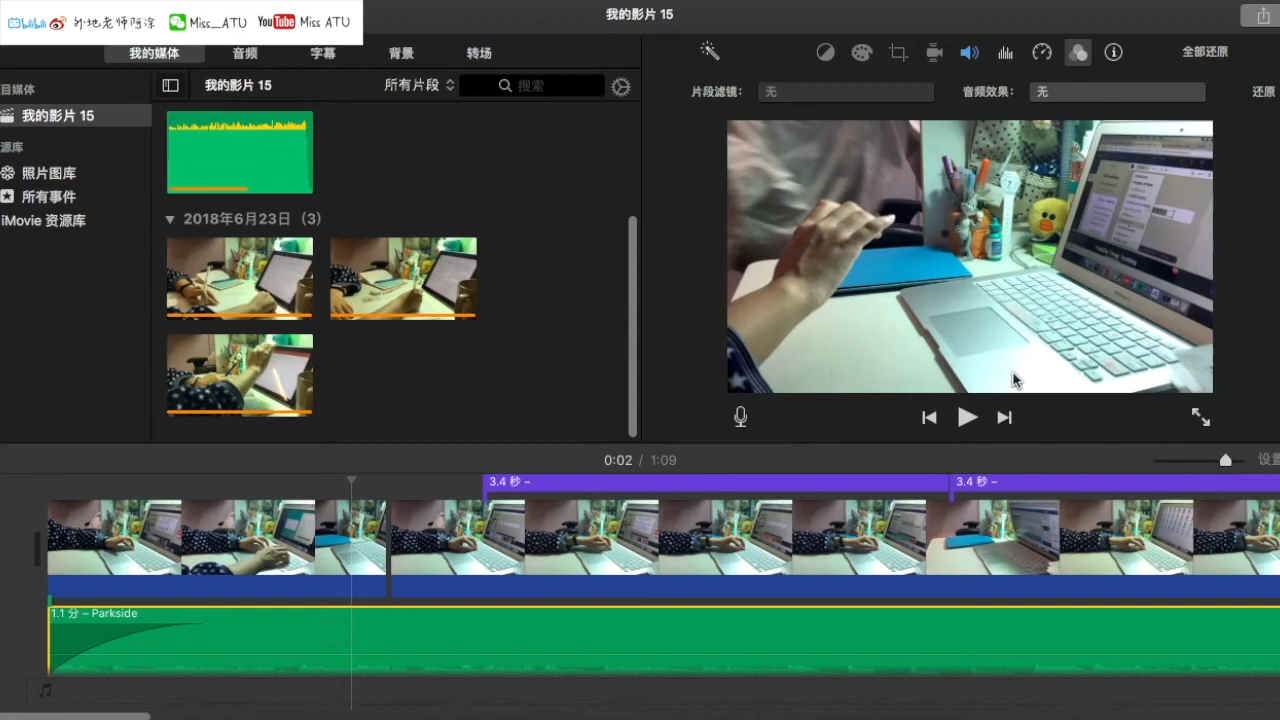 bilibili 外地老师阿涂 Miss_ATU YouTube Miss ATU
我的影片 15
我的媒体 音频 字幕 背景 转场
全部还原
目媒体
我的影片 15
所有片段
搜索
片段滤镜： 无
音频效果： 无
还原
我的影片 15
源库
照片图库
所有事件
iMovie 资源库
2018年6月23日 （3）
0:02 / 1:09
设置
3.4 秒 –
3.4 秒 –
1.1 分 – Parkside